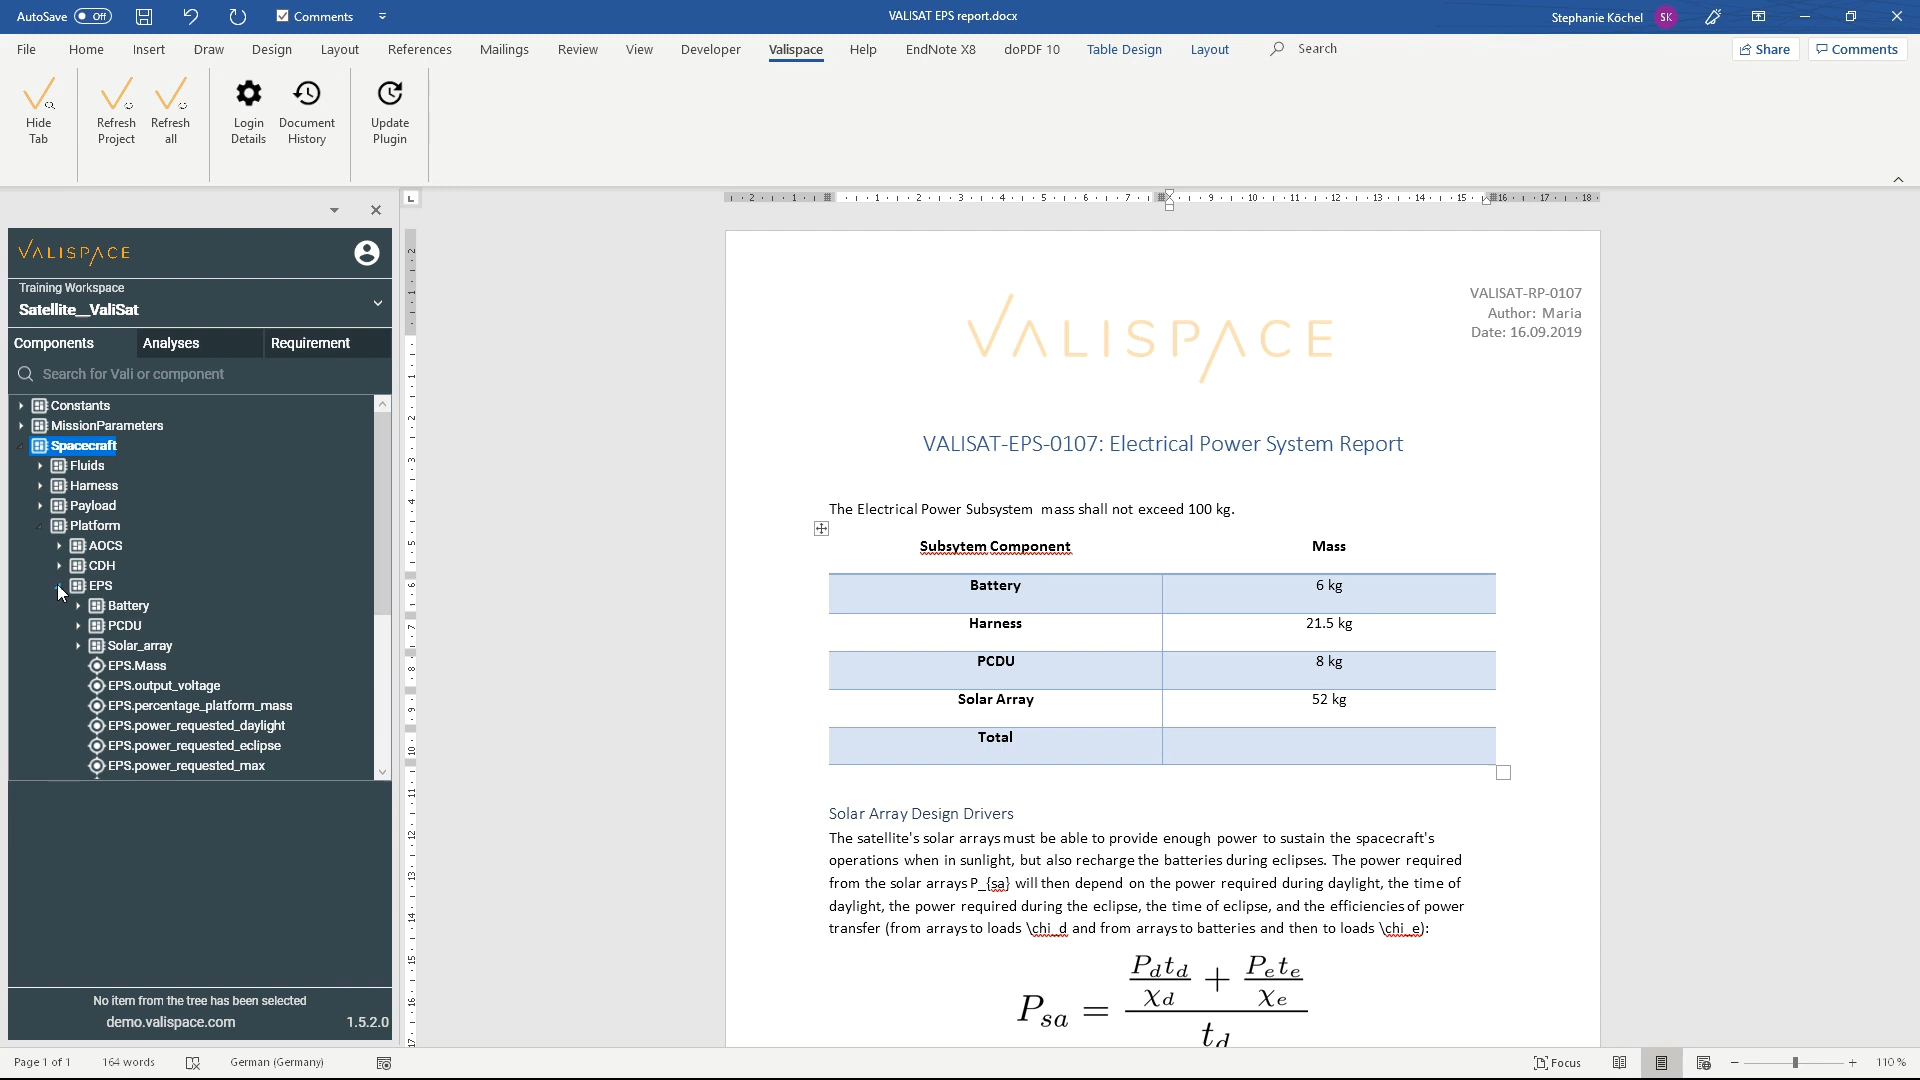 AutoSave Off Comments VALISAT EPS report.docx Stephanie Köchel SK
File Home Insert Draw Design Layout References Mailings Review View Developer Valispace Help EndNote X8 doPDF 10 Table Design Layout Search Share Comments
Hide Tab
Refresh Project
Refresh all
Login Details
Document History
Update Plugin
VALISPACE
Training Workspace
Satellite__ValiSat
Components Analyses Requirement
Search for Vali or component
Constants
MissionParameters
Spacecraft
Fluids
Harness
Payload
Platform
AOCS
CDH
EPS
Battery
PCDU
Solar_array
EPS.Mass
EPS.output_voltage
EPS.percentage_platform_mass
EPS.power_requested_daylight
EPS.power_requested_eclipse
EPS.power_requested_max
No item from the tree has been selected
demo.valispace.com 1.5.2.0
VALISPACE
VALISAT-RP-0107
Author: Maria
Date: 16.09.2019
VALISAT-EPS-0107: Electrical Power System Report
The Electrical Power Subsystem mass shall not exceed 100 kg.
Subsytem Component Mass
Battery 6 kg
Harness 21.5 kg
PCDU 8 kg
Solar Array 52 kg
Total
Solar Array Design Drivers
The satellite's solar arrays must be able to provide enough power to sustain the spacecraft's
operations when in sunlight, but also recharge the batteries during eclipses. The power required
from the solar arrays P_{sa} will then depend on the power required during daylight, the time of
daylight, the power required during the eclipse, the time of eclipse, and the efficiencies of power
transfer (from arrays to loads \chi_d and from arrays to batteries and then to loads \chi_e):
P_sa = (P_d t_d / χ_d + P_e t_e / χ_e) / t_d
Page 1 of 1 164 words German (Germany) Focus 110 %